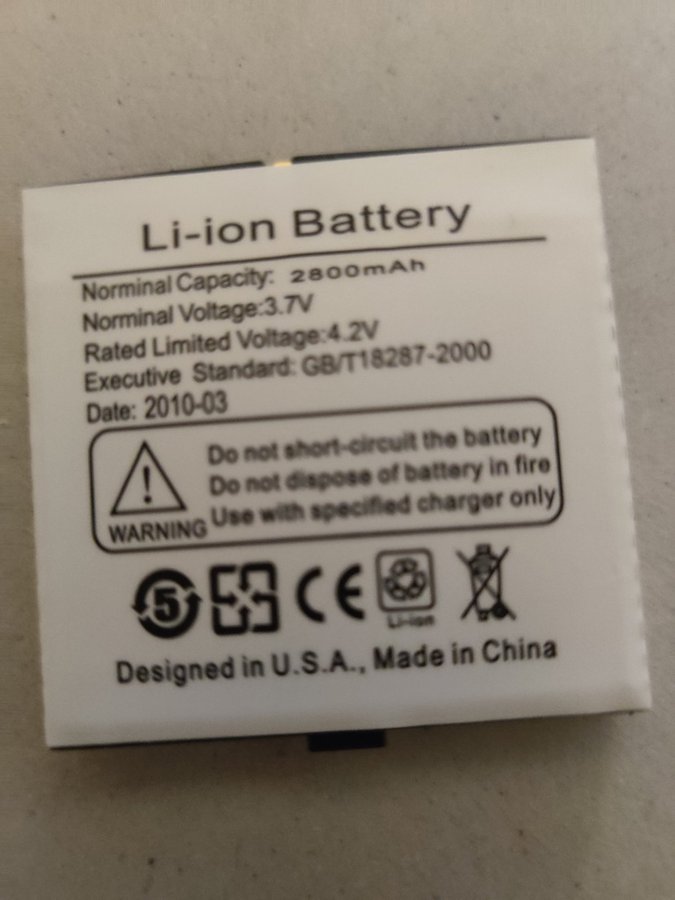 Li-ion Battery
Norminal Capacity: 2800mAh
Norminal Voltage:3.7V
Rated Limited Voltage:4.2V
Executive Standard: GB/T18287-2000
Date: 2010-03
Do not short-circuit the battery
Do not dispose of battery in fire
Use with specified charger only
WARNING
5
CE
Li-ion
Designed in U.S.A., Made in China